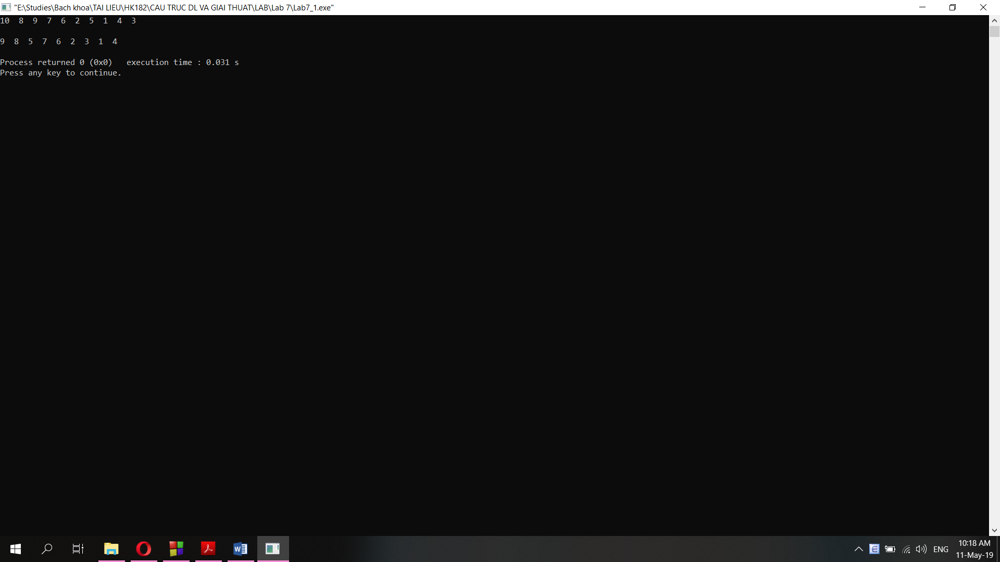 "E:\Studies\Bach khoa\TAI LIEU\HK182\CAU TRUC DL VA GIAI THUAT\LAB\Lab 7\Lab7_1.exe"
10  8  9  7  6  2  5  1  4  3
9  8  5  7  6  2  3  1  4
Process returned 0 (0x0)   execution time : 0.031 s
Press any key to continue.
ENG
10:18 AM
11-May-19